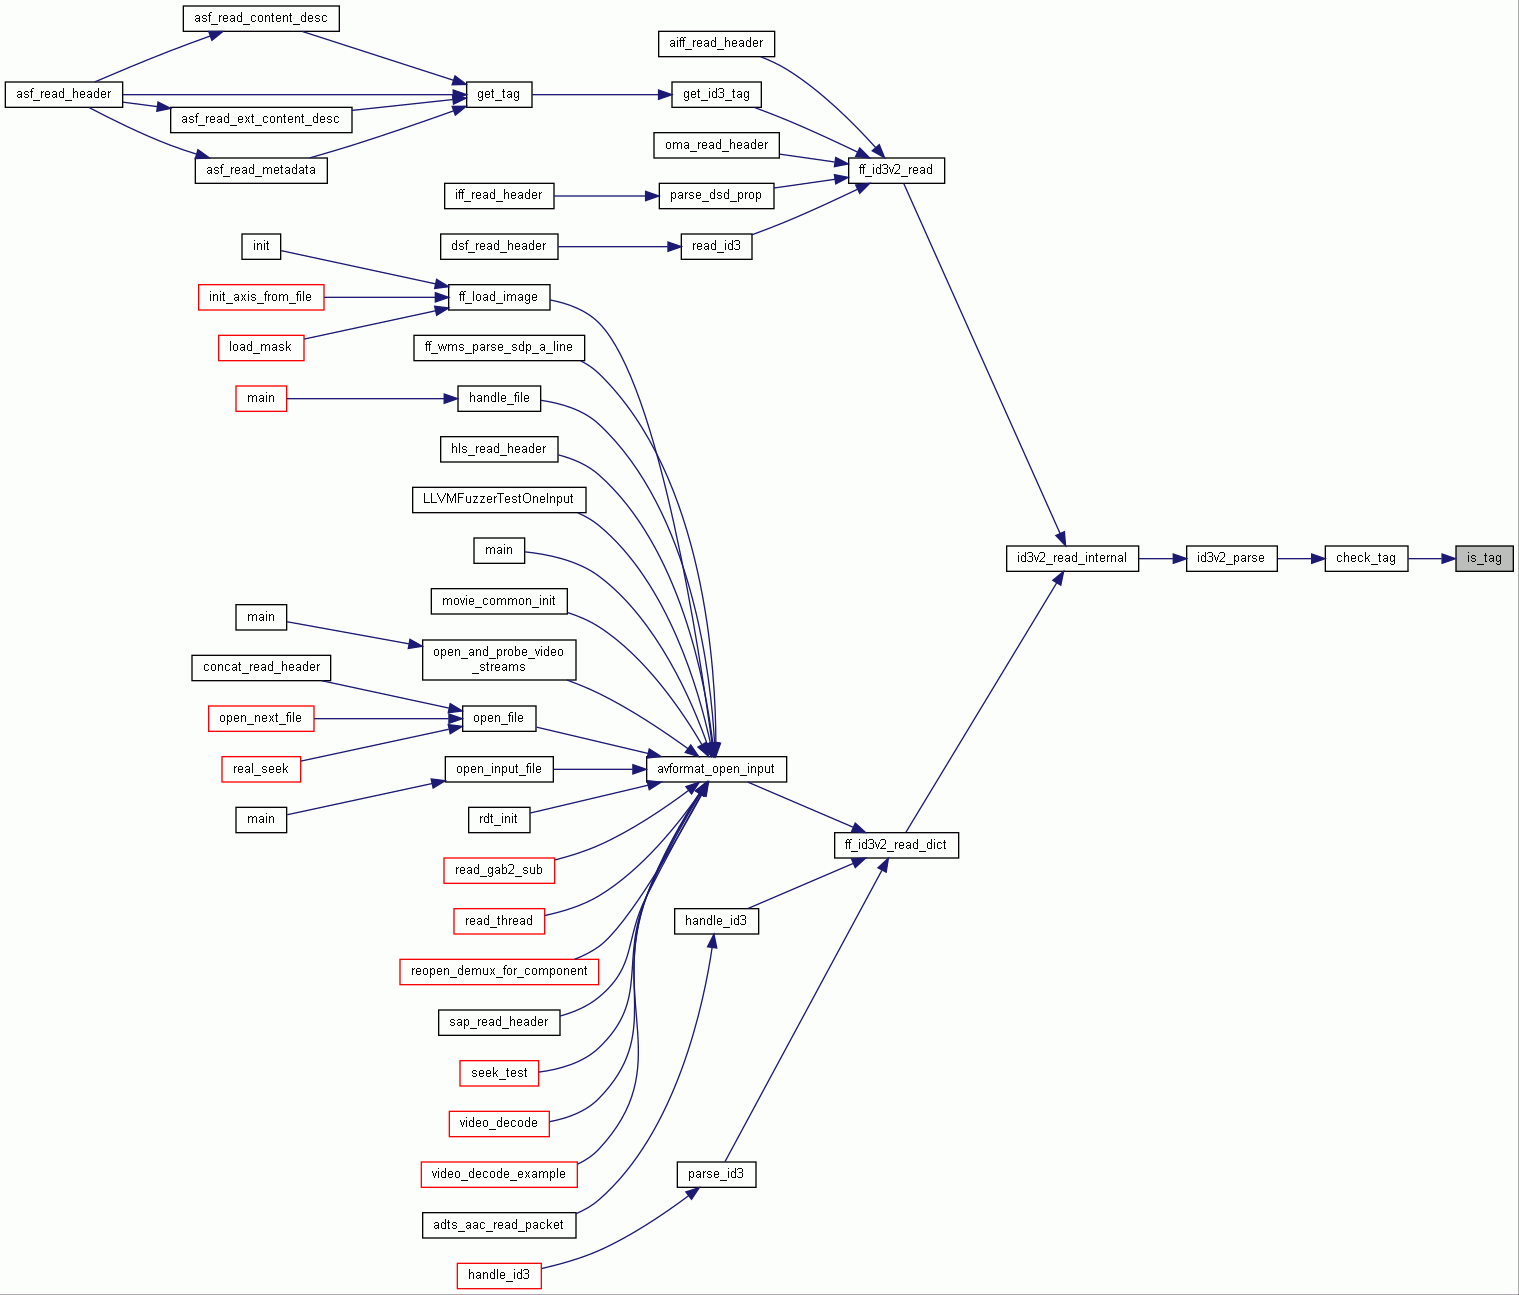 asf_read_content_desc
aiff_read_header
asf_read_header
get_tag
get_id3_tag
asf_read_ext_content_desc
oma_read_header
asf_read_metadata
ff_id3v2_read
iff_read_header
parse_dsd_prop
init
dsf_read_header
read_id3
init_axis_from_file
ff_load_image
load_mask
ff_wms_parse_sdp_a_line
main
handle_file
hls_read_header
LLVMFuzzerTestOneInput
main
id3v2_read_internal
id3v2_parse
check_tag
is_tag
movie_common_init
main
open_and_probe_video
_streams
concat_read_header
open_next_file
open_file
real_seek
open_input_file
avformat_open_input
main
rdt_init
ff_id3v2_read_dict
read_gab2_sub
read_thread
handle_id3
reopen_demux_for_component
sap_read_header
seek_test
video_decode
video_decode_example
parse_id3
adts_aac_read_packet
handle_id3